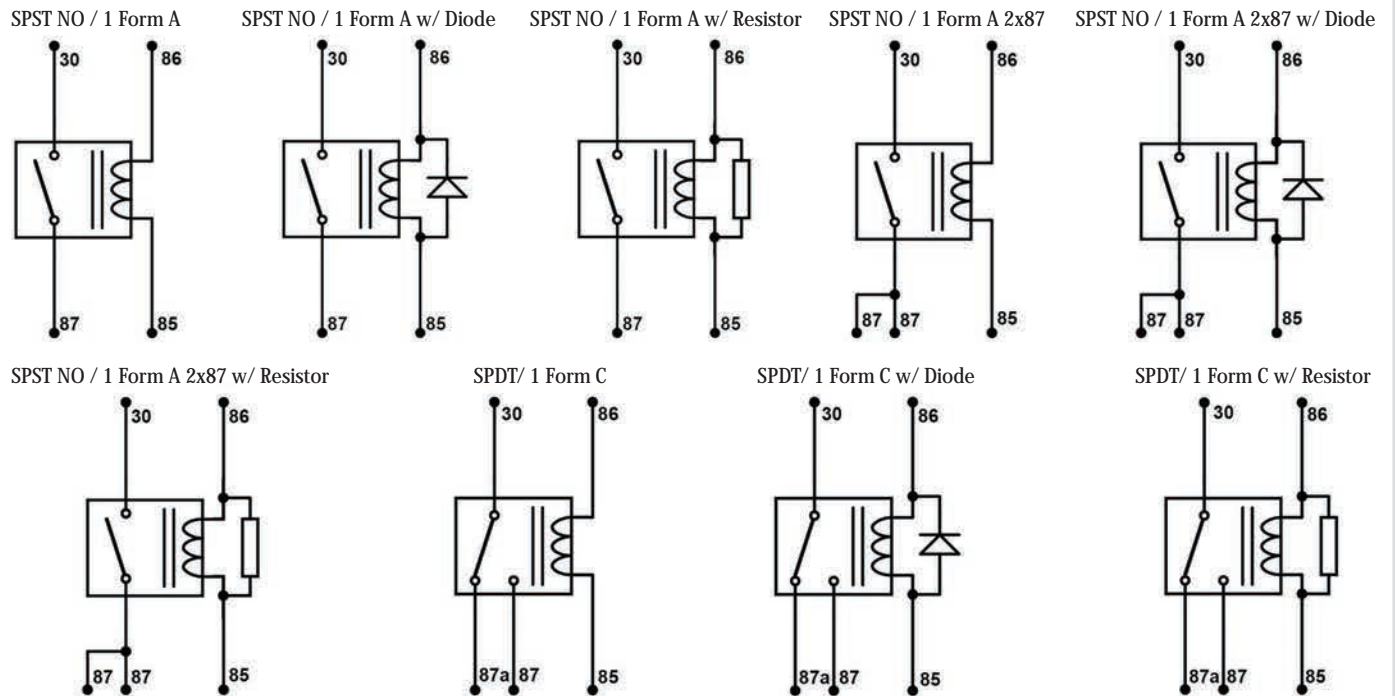 SPST NO / 1 Form A
SPST NO / 1 Form A w/ Diode
SPST NO / 1 Form A w/ Resistor
SPST NO / 1 Form A 2x87
SPST NO / 1 Form A 2x87 w/ Diode
30 86
30 86
30 86
30 86
30 86
87 85
87 85
87 85
87 87 85
87 87 85
SPST NO / 1 Form A 2x87 w/ Resistor
SPDT/ 1 Form C
SPDT/ 1 Form C w/ Diode
SPDT/ 1 Form C w/ Resistor
30 86
30 86
30 86
30 86
87 87 85
87a 87 85
87a 87 85
87a 87 85